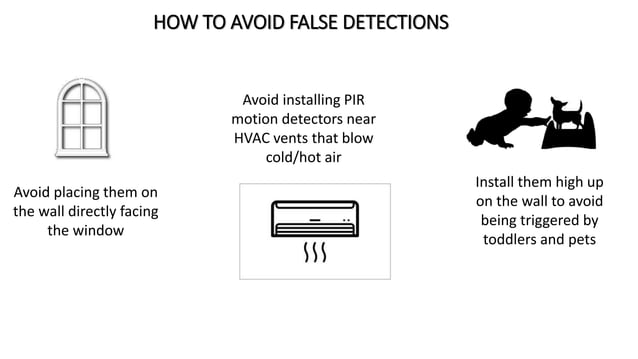 HOW TO AVOID FALSE DETECTIONS
Avoid placing them on
the wall directly facing
the window
Avoid installing PIR
motion detectors near
HVAC vents that blow
cold/hot air
Install them high up
on the wall to avoid
being triggered by
toddlers and pets